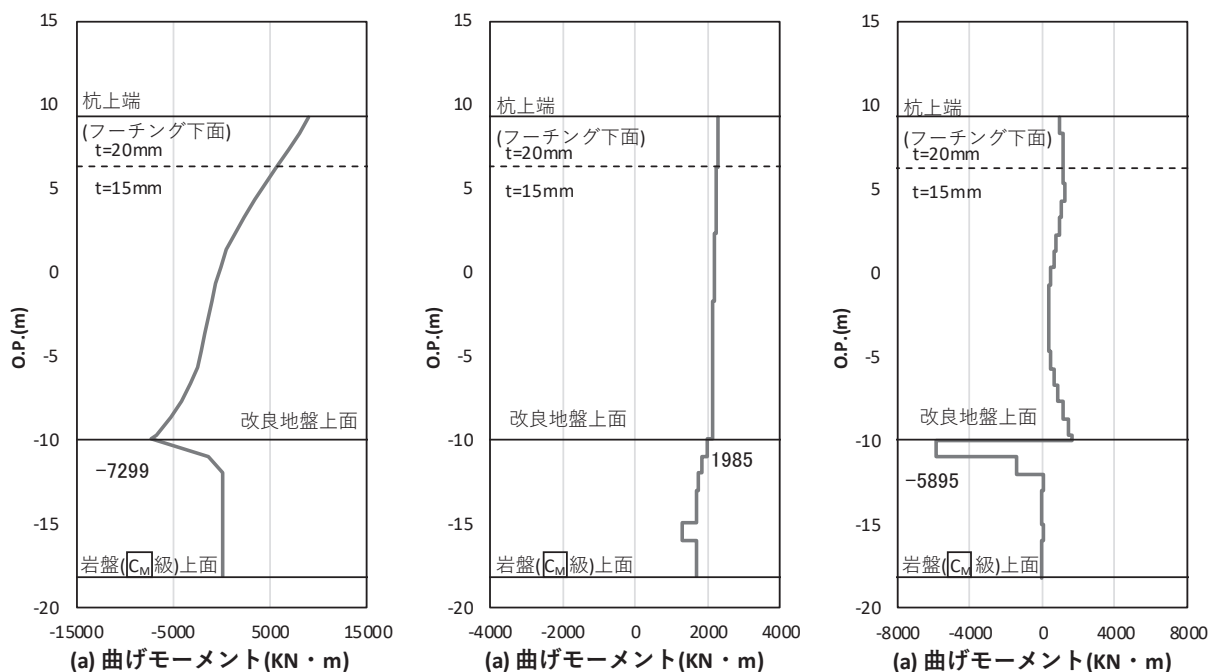 15
10
5
0
-5
-10
-15
-20
O.P.(m)
杭上端
(フーチング下面)
t=20mm
t=15mm
改良地盤上面
−7299
岩盤(CM級)上面
-15000 -5000 5000 15000
(a) 曲げモーメント(KN・m)
15
10
5
0
-5
-10
-15
-20
O.P.(m)
杭上端
(フーチング下面)
t=20mm
t=15mm
改良地盤上面
1985
岩盤(CM級)上面
-4000 -2000 0 2000 4000
(a) 曲げモーメント(KN・m)
15
10
5
0
-5
-10
-15
-20
O.P.(m)
杭上端
(フーチング下面)
t=20mm
t=15mm
改良地盤上面
−5895
岩盤(CM級)上面
-8000 -4000 0 4000 8000
(a) 曲げモーメント(KN・m)